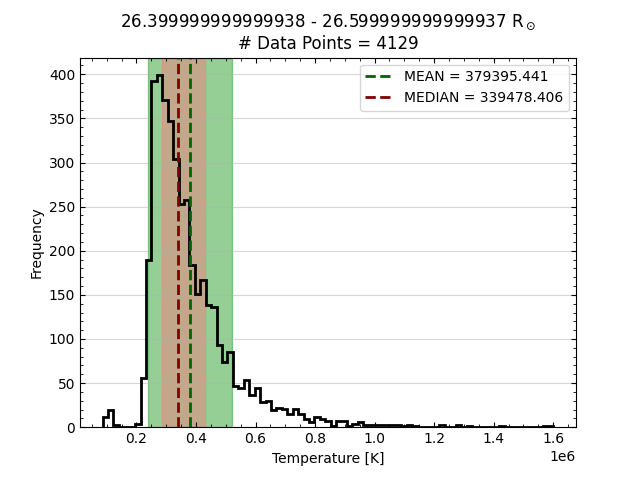 26.399999999999938 - 26.599999999999937 R⊙
# Data Points = 4129
MEAN = 379395.441
MEDIAN = 339478.406
Frequency
400
350
300
250
200
150
100
50
0
0.2 0.4 0.6 0.8 1.0 1.2 1.4 1.6
1e6
Temperature [K]